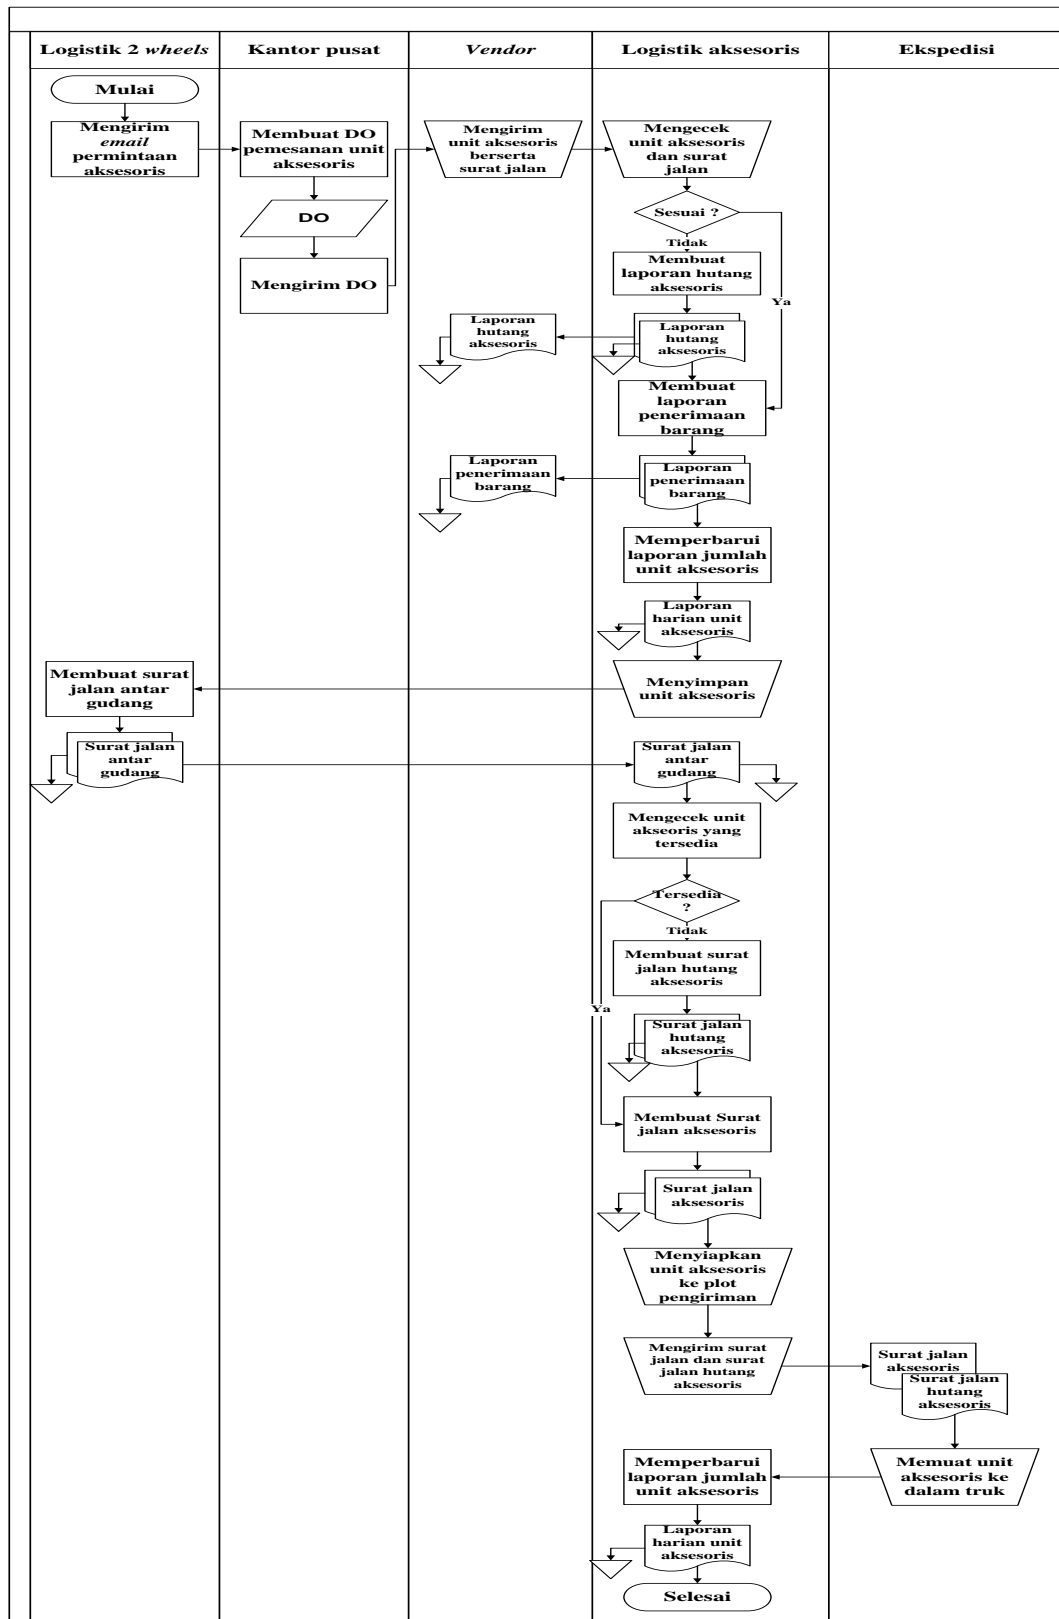 Logistik 2 wheels
Kantor pusat
Vendor
Logistik aksesoris
Ekspedisi
Mulai
Mengirim
email
permintaan
aksesoris
Membuat DO
pemesanan unit
aksesoris
DO
Mengirim DO
Mengirim
unit aksesoris
berserta
surat jalan
Mengecek
unit aksesoris
dan surat
jalan
Sesuai ?
Tidak
Ya
Membuat
laporan hutang
aksesoris
Laporan
hutang
aksesoris
Laporan
hutang
aksesoris
Membuat
laporan
penerimaan
barang
Laporan
penerimaan
barang
Laporan
penerimaan
barang
Memperbarui
laporan jumlah
unit aksesoris
Laporan
harian unit
aksesoris
Menyimpan
unit aksesoris
Membuat surat
jalan antar
gudang
Surat jalan
antar
gudang
Surat jalan
antar
gudang
Mengecek unit
akseoris yang
tersedia
Tersedia
?
Tidak
Ya
Membuat surat
jalan hutang
aksesoris
Surat jalan
hutang
aksesoris
Membuat Surat
jalan aksesoris
Surat jalan
aksesoris
Menyiapkan
unit aksesoris
ke plot
pengiriman
Mengirim surat
jalan dan surat
jalan hutang
aksesoris
Surat jalan
aksesoris
Surat jalan
hutang
aksesoris
Memuat unit
aksesoris ke
dalam truk
Memperbarui
laporan jumlah
unit aksesoris
Laporan
harian unit
aksesoris
Selesai